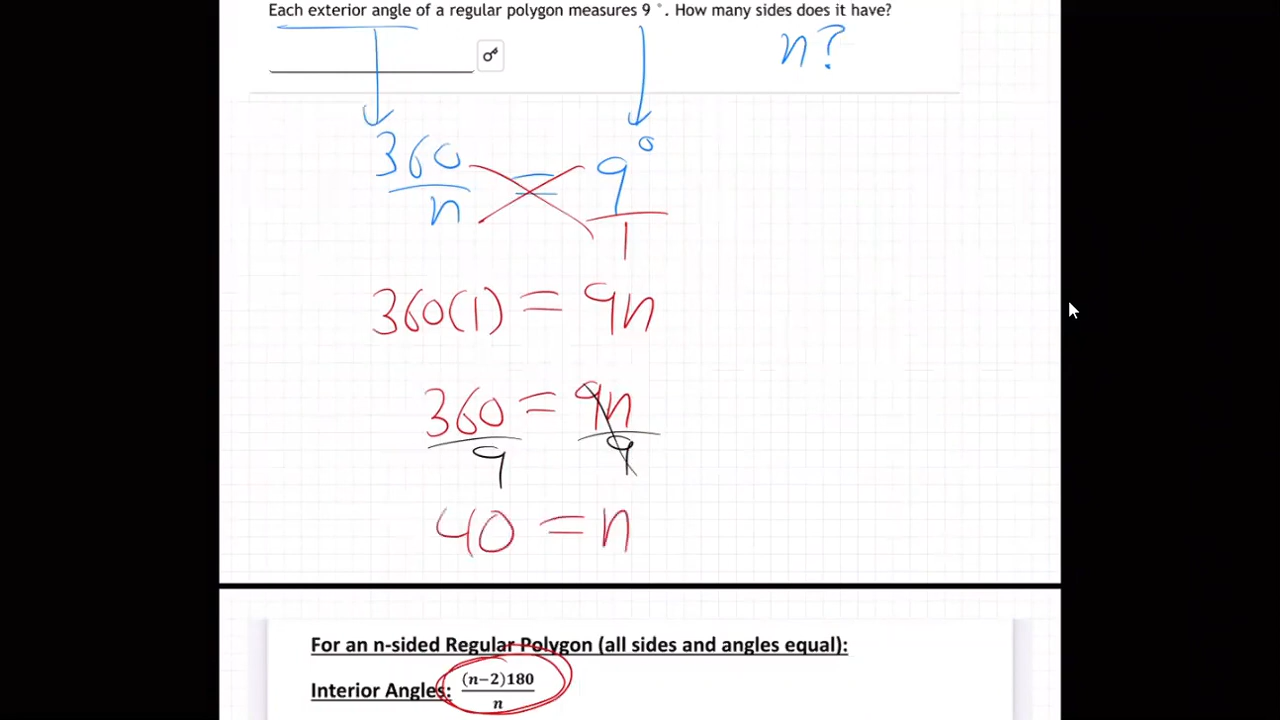 Each exterior angle of a regular polygon measures 9 °. How many sides does it have?
n?
360/n = 9°/1
360(1) = 9n
360/9 = 9n/9
40 = n
For an n-sided Regular Polygon (all sides and angles equal):
Interior Angles: (n−2)180/n